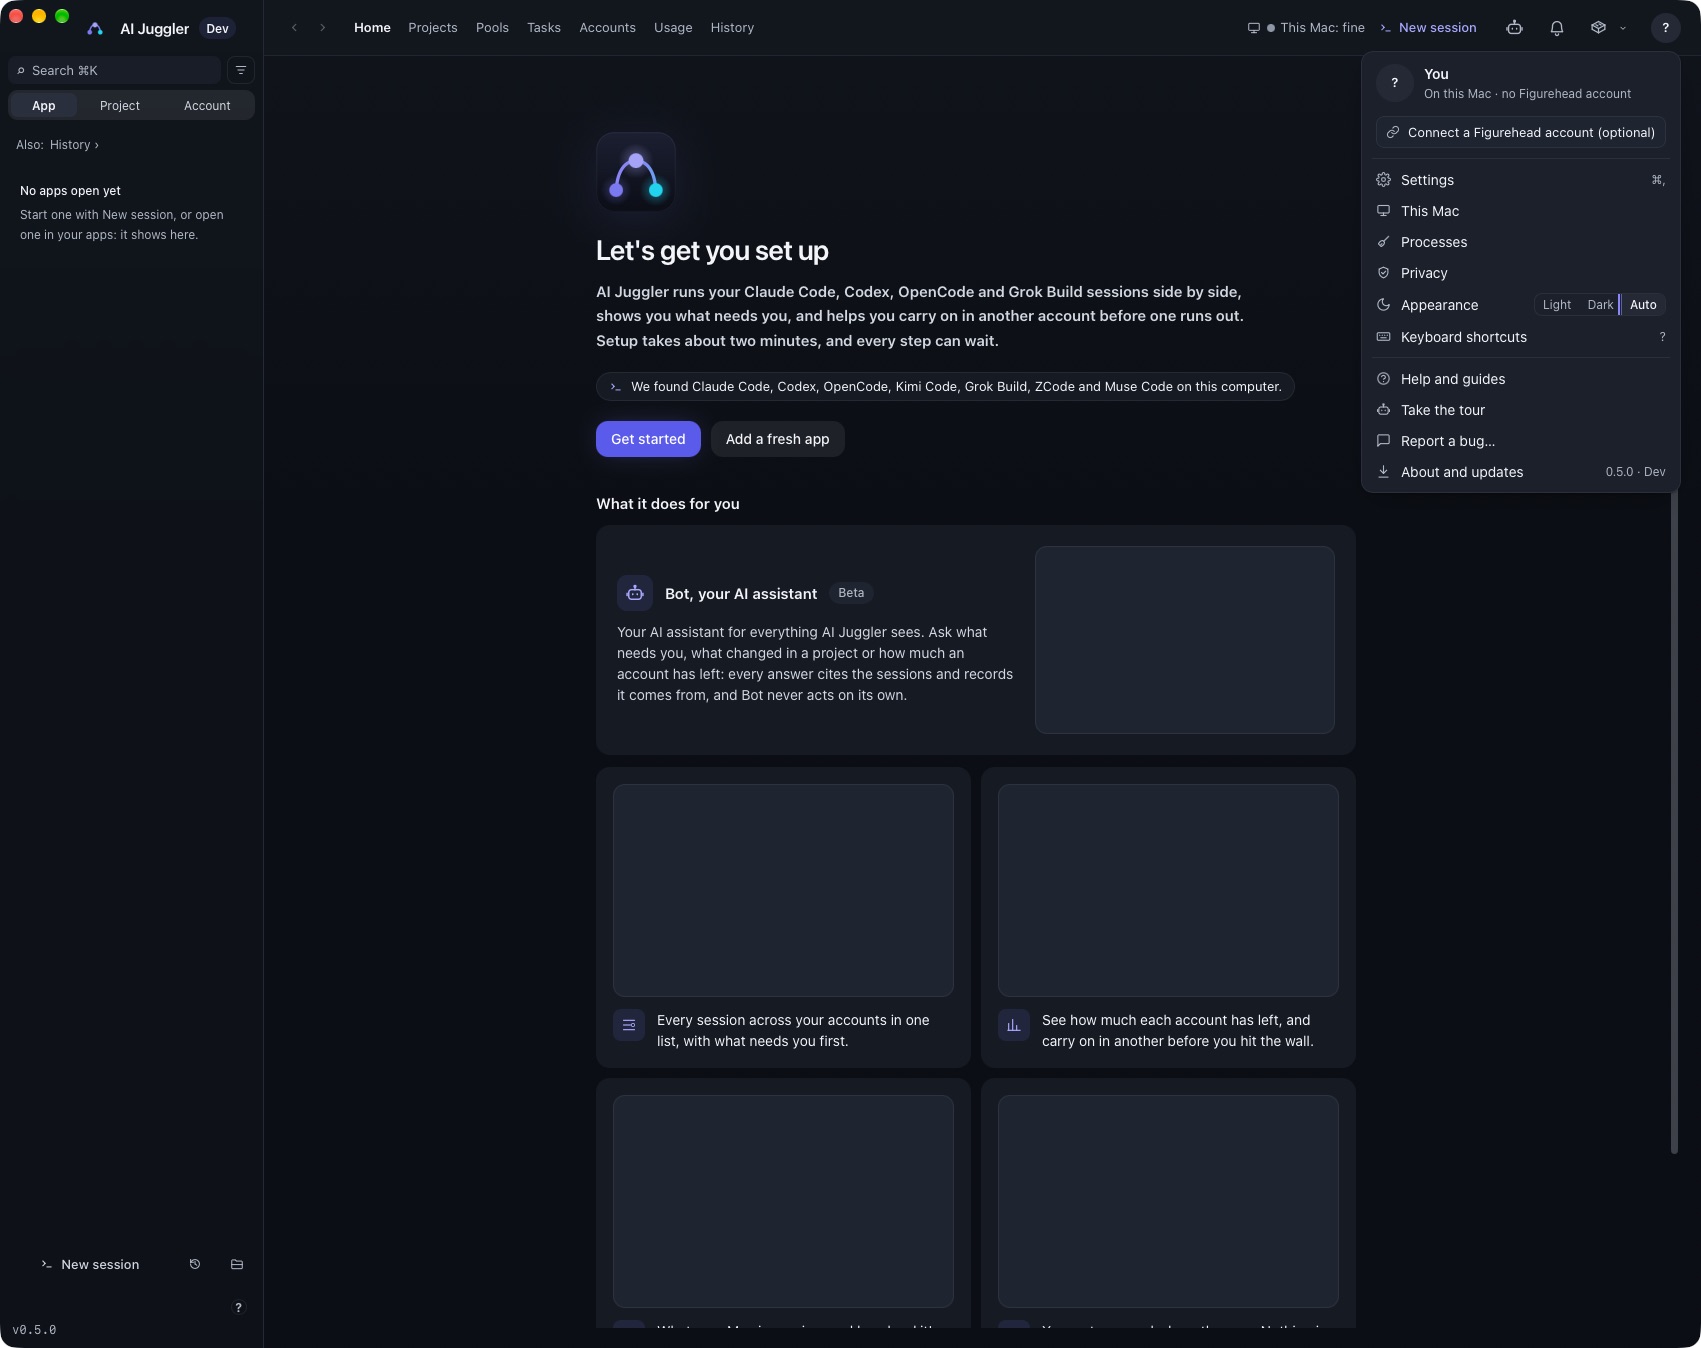 AI Juggler Dev
Search ⌘K
App Project Account
Also: History ›
No apps open yet
Start one with New session, or open
one in your apps: it shows here.
New session
?
v0.5.0
Home Projects Pools Tasks Accounts Usage History
This Mac: fine
New session
?
Let's get you set up
AI Juggler runs your Claude Code, Codex, OpenCode and Grok Build sessions side by side,
shows you what needs you, and helps you carry on in another account before one runs out.
Setup takes about two minutes, and every step can wait.
We found Claude Code, Codex, OpenCode, Kimi Code, Grok Build, ZCode and Muse Code on this computer.
Get started Add a fresh app
What it does for you
Bot, your AI assistant Beta
Your AI assistant for everything AI Juggler sees. Ask what
needs you, what changed in a project or how much an
account has left: every answer cites the sessions and records
it comes from, and Bot never acts on its own.
Every session across your accounts in one
list, with what needs you first.
See how much each account has left, and
carry on in another before you hit the wall.
?
You
On this Mac · no Figurehead account
Connect a Figurehead account (optional)
Settings ⌘,
This Mac
Processes
Privacy
Appearance Light Dark Auto
Keyboard shortcuts ?
Help and guides
Take the tour
Report a bug...
About and updates 0.5.0 · Dev